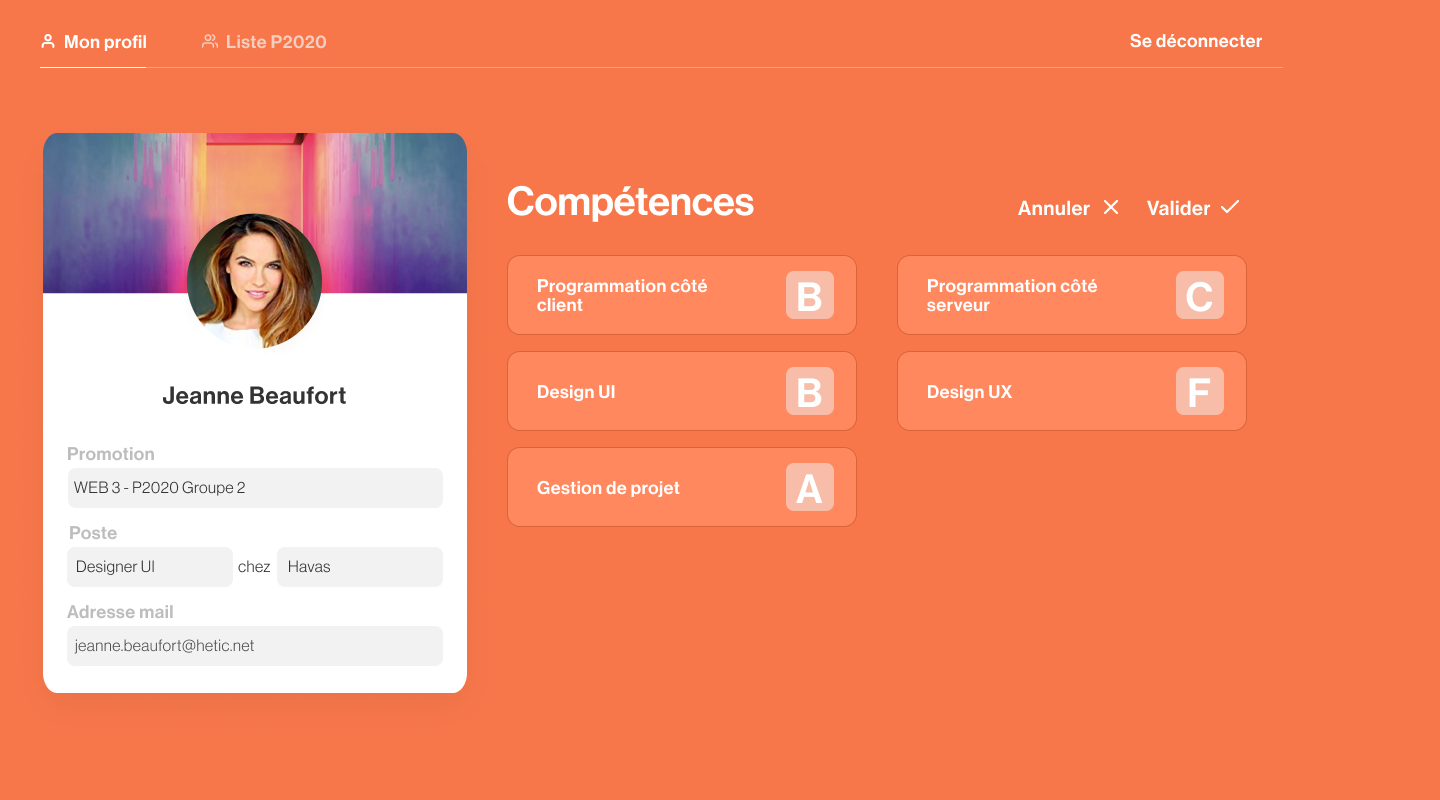 Mon profil
Liste P2020
Se déconnecter
Compétences
Annuler
Valider
Programmation côté
client
B
Programmation côté
serveur
C
Design UI
B
Design UX
F
Gestion de projet
A
Jeanne Beaufort
Promotion
WEB 3 - P2020 Groupe 2
Poste
Designer UI
chez
Havas
Adresse mail
jeanne.beaufort@hetic.net